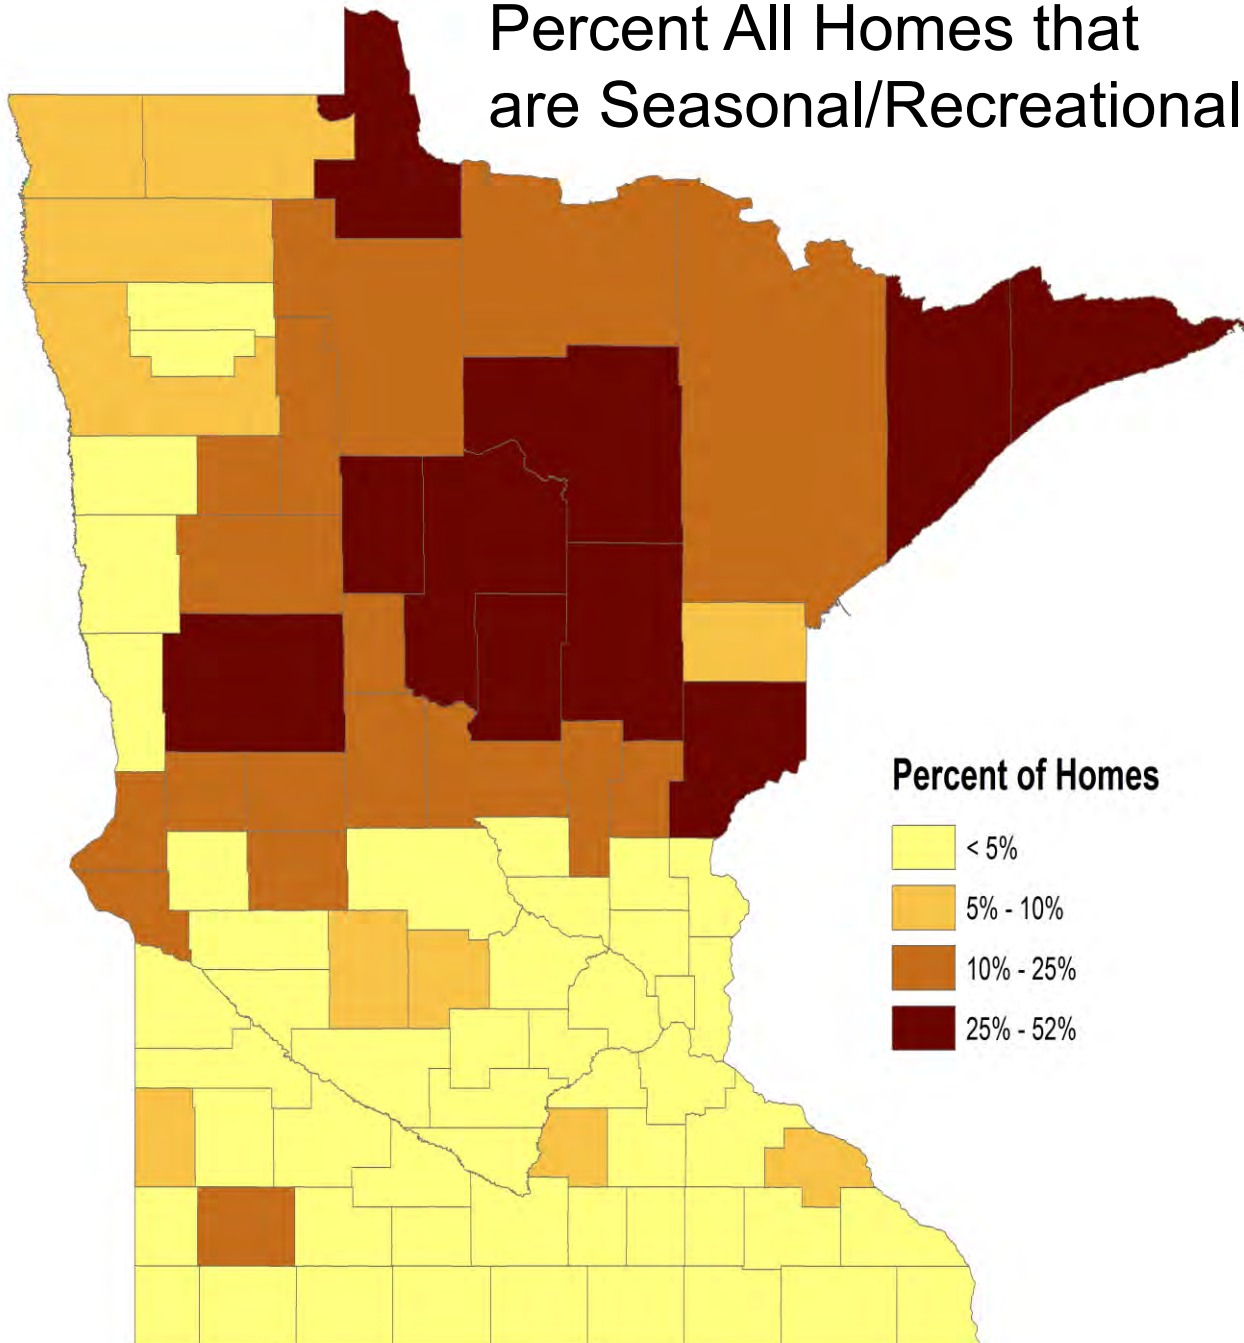 Percent All Homes that
are Seasonal/Recreational
Percent of Homes
< 5%
5% - 10%
10% - 25%
25% - 52%